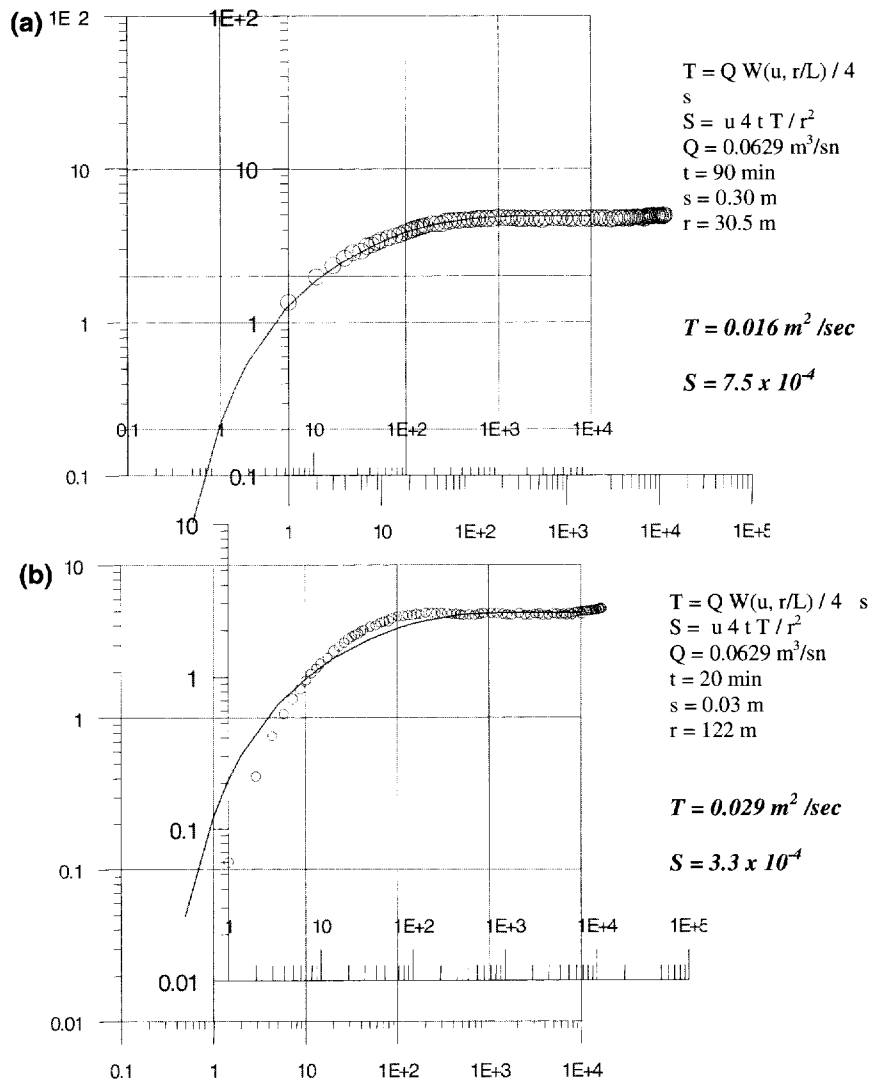 (a)
1E 2
1E+2
10
10
1
1
0.1 1 10 1E+2 1E+3 1E+4
0.1
0.1
1 10 1E+2 1E+3 1E+4 1E+5
T = Q W(u, r/L) / 4
s
S = u 4 t T / r²
Q = 0.0629 m³/sn
t = 90 min
s = 0.30 m
r = 30.5 m
T = 0.016 m² /sec
S = 7.5 x 10⁻⁴
(b)
10
10
1
1
0.1
0.1
0.01
0.01
1 10 1E+2 1E+3 1E+4 1E+5
0.1 1 10 1E+2 1E+3 1E+4
T = Q W(u, r/L) / 4 s
S = u 4 t T / r²
Q = 0.0629 m³/sn
t = 20 min
s = 0.03 m
r = 122 m
T = 0.029 m² /sec
S = 3.3 x 10⁻⁴